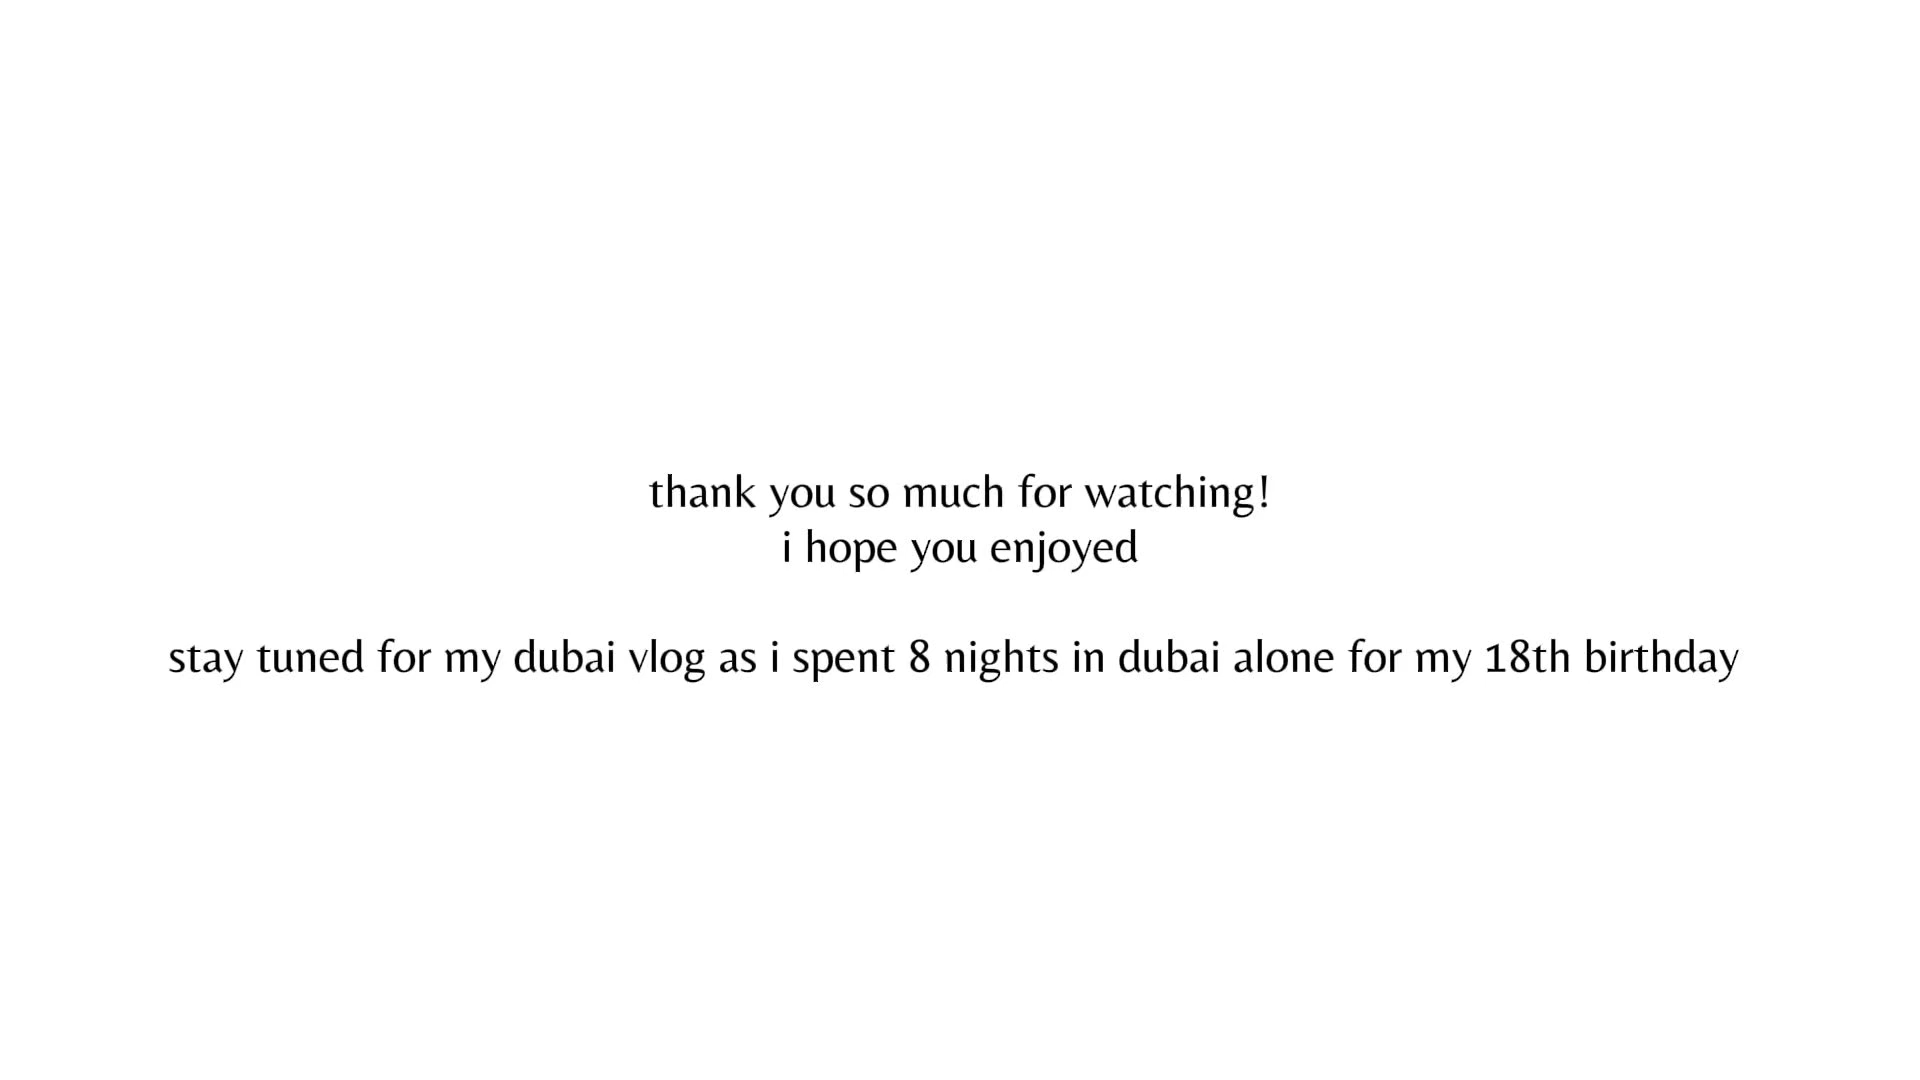 thank you so much for watching!
i hope you enjoyed
stay tuned for my dubai vlog as i spent 8 nights in dubai alone for my 18th birthday